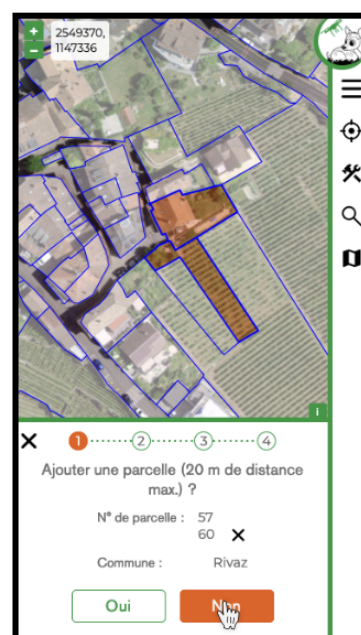 +
2549370,
–
1147336
i
1 2 3 4
Ajouter une parcelle (20 m de distance
max.) ?
N° de parcelle : 57
60
Commune : Rivaz
Oui Non